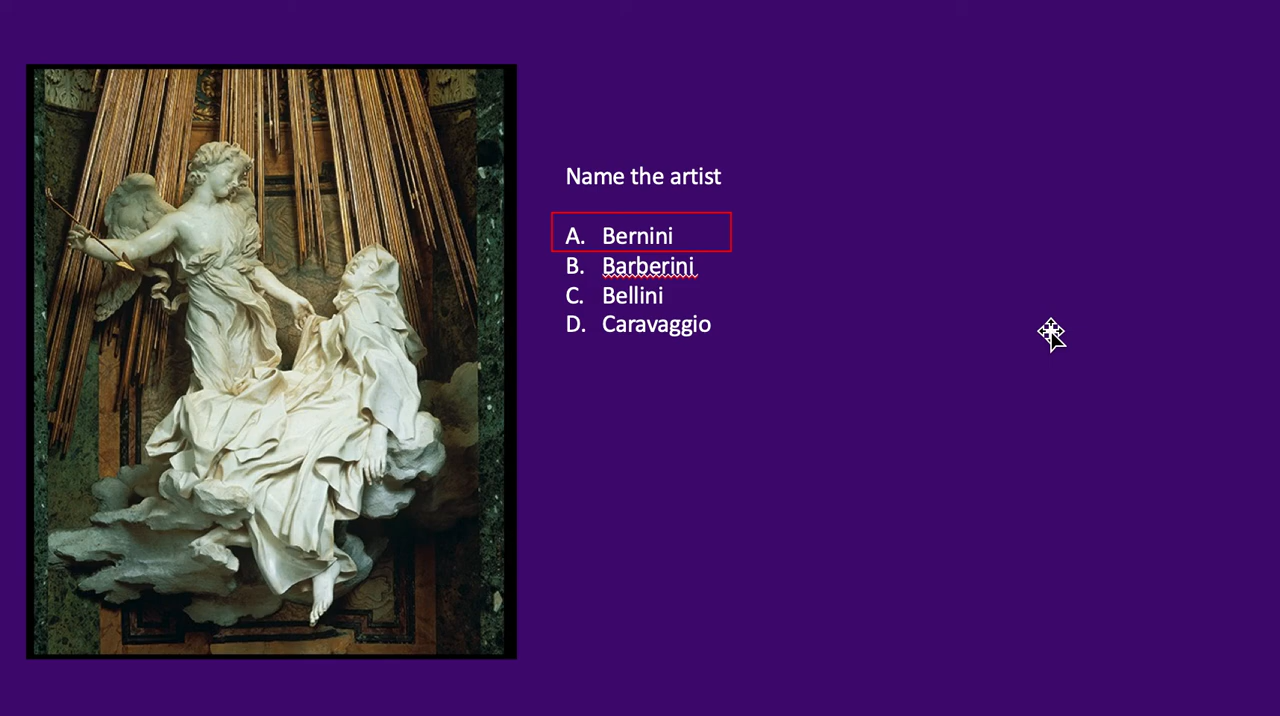 Name the artist
A. Bernini
B. Barberini
C. Bellini
D. Caravaggio